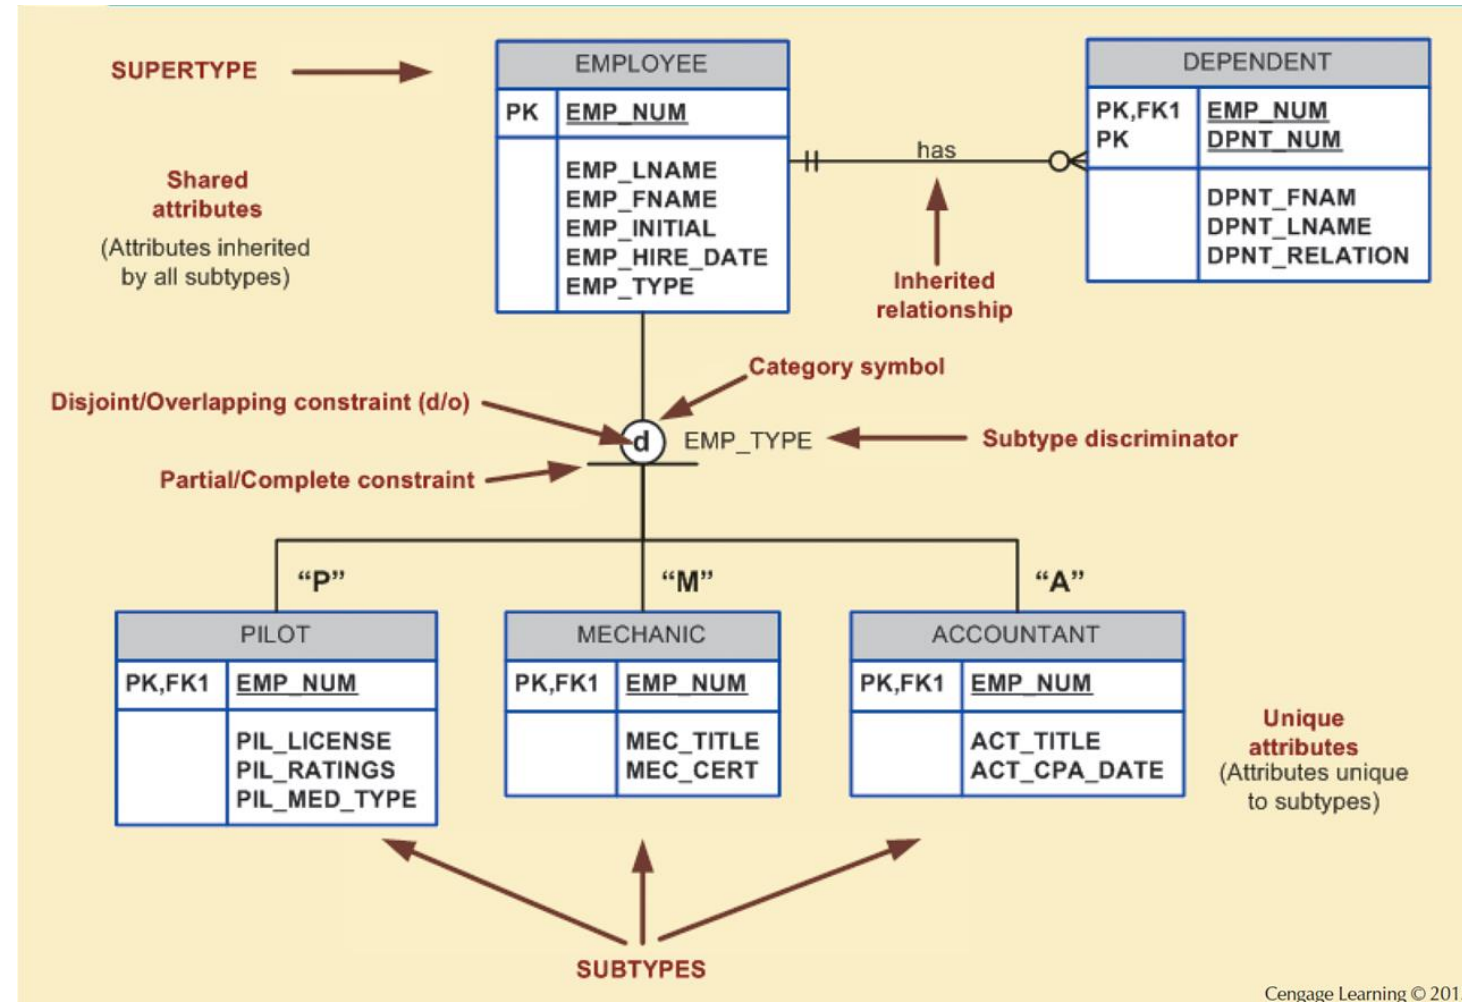 SUPERTYPE
EMPLOYEE
PK EMP_NUM
EMP_LNAME
EMP_FNAME
EMP_INITIAL
EMP_HIRE_DATE
EMP_TYPE
Shared
attributes
(Attributes inherited
by all subtypes)
has
DEPENDENT
PK,FK1 EMP_NUM
PK DPNT_NUM
DPNT_FNAM
DPNT_LNAME
DPNT_RELATION
Inherited
relationship
Category symbol
Disjoint/Overlapping constraint (d/o)
d
EMP_TYPE
Subtype discriminator
Partial/Complete constraint
“P”
“M”
“A”
PILOT
PK,FK1 EMP_NUM
PIL_LICENSE
PIL_RATINGS
PIL_MED_TYPE
MECHANIC
PK,FK1 EMP_NUM
MEC_TITLE
MEC_CERT
ACCOUNTANT
PK,FK1 EMP_NUM
ACT_TITLE
ACT_CPA_DATE
Unique
attributes
(Attributes unique
to subtypes)
SUBTYPES
Cengage Learning ©